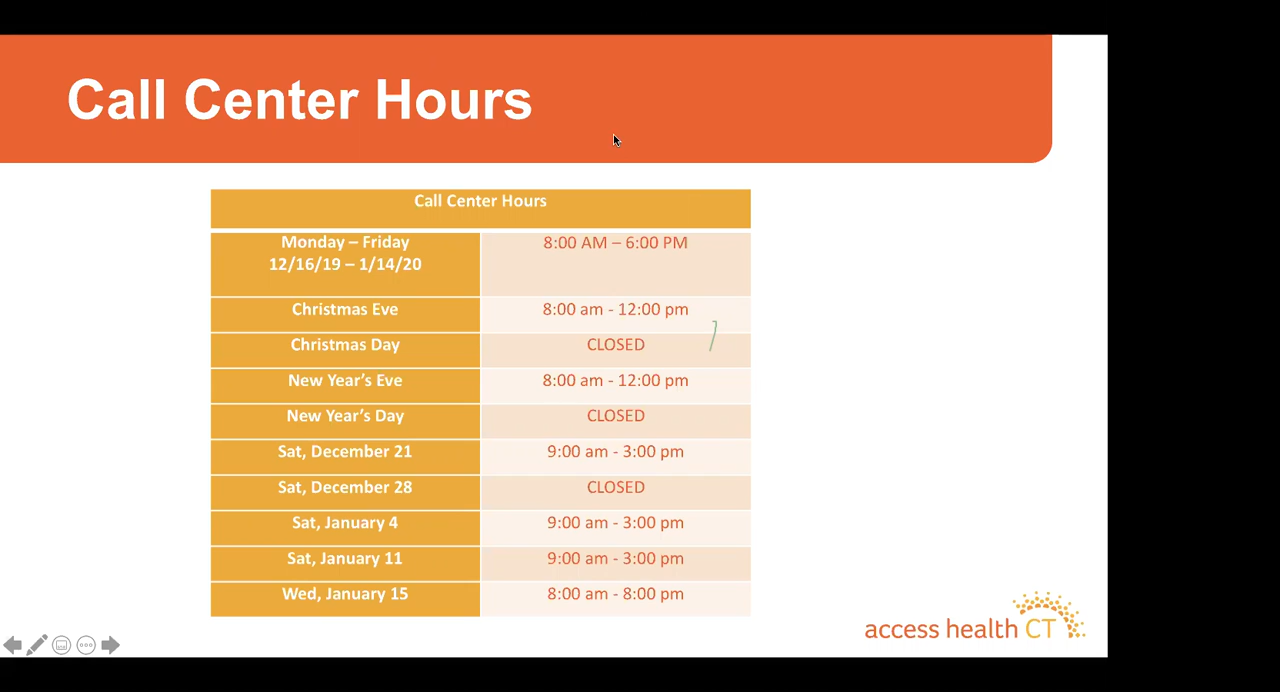 Call Center Hours
Call Center Hours
Monday – Friday
12/16/19 – 1/14/20
8:00 AM – 6:00 PM
Christmas Eve
8:00 am - 12:00 pm
Christmas Day
CLOSED
New Year’s Eve
8:00 am - 12:00 pm
New Year’s Day
CLOSED
Sat, December 21
9:00 am - 3:00 pm
Sat, December 28
CLOSED
Sat, January 4
9:00 am - 3:00 pm
Sat, January 11
9:00 am - 3:00 pm
Wed, January 15
8:00 am - 8:00 pm
access health CT